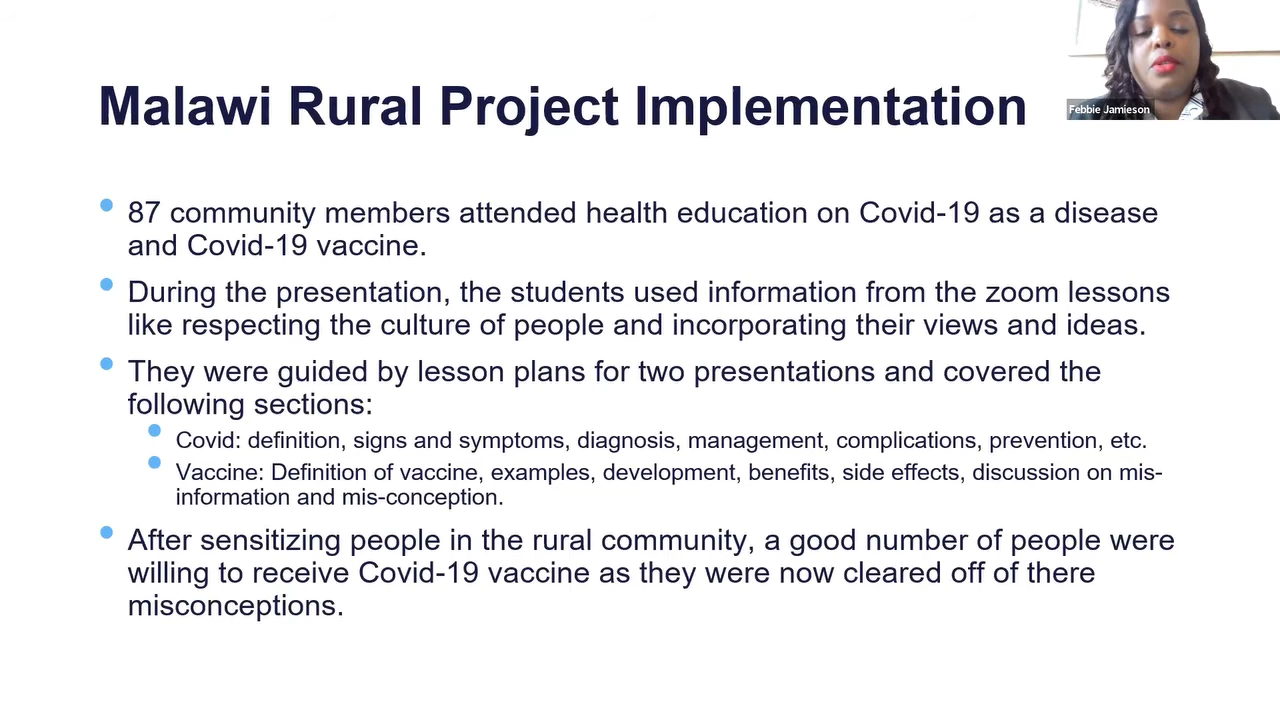 Malawi Rural Project Implementation
Febbie Jamieson
• 87 community members attended health education on Covid-19 as a disease
and Covid-19 vaccine.
• During the presentation, the students used information from the zoom lessons
like respecting the culture of people and incorporating their views and ideas.
• They were guided by lesson plans for two presentations and covered the
following sections:
• Covid: definition, signs and symptoms, diagnosis, management, complications, prevention, etc.
• Vaccine: Definition of vaccine, examples, development, benefits, side effects, discussion on mis-
information and mis-conception.
• After sensitizing people in the rural community, a good number of people were
willing to receive Covid-19 vaccine as they were now cleared off of there
misconceptions.